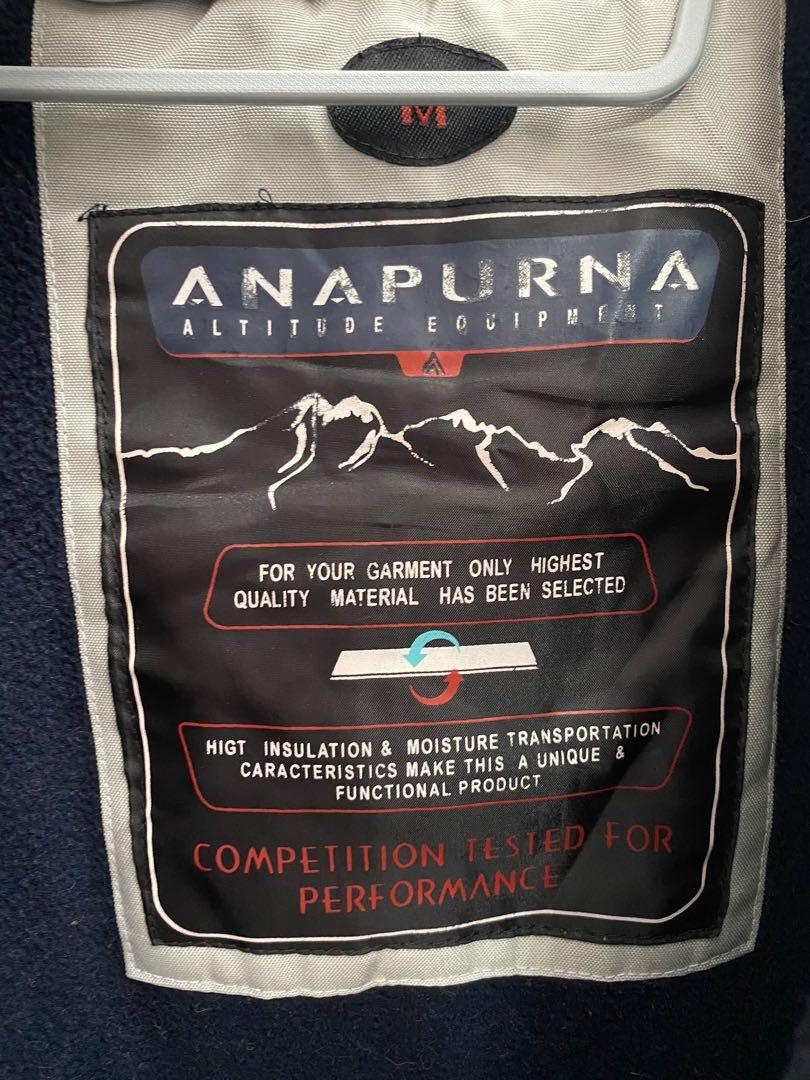 M
ANAPURNA
ALTITUDE EQUIPMENT
FOR YOUR GARMENT ONLY HIGHEST
QUALITY MATERIAL HAS BEEN SELECTED
HIGT INSULATION & MOISTURE TRANSPORTATION
CARACTERISTICS MAKE THIS A UNIQUE &
FUNCTIONAL PRODUCT
COMPETITION TESTED FOR
PERFORMANCE